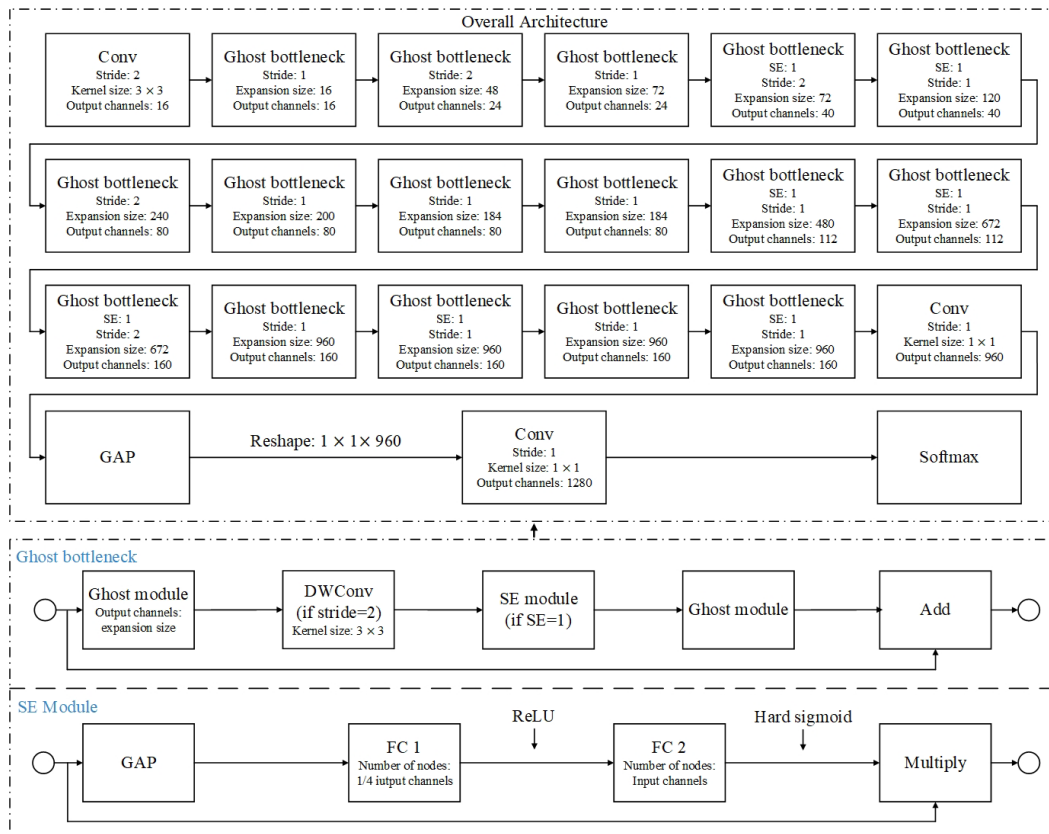 Overall Architecture
Conv
Stride: 2
Kernel size: 3 × 3
Output channels: 16
Ghost bottleneck
Stride: 1
Expansion size: 16
Output channels: 16
Ghost bottleneck
Stride: 2
Expansion size: 48
Output channels: 24
Ghost bottleneck
Stride: 1
Expansion size: 72
Output channels: 24
Ghost bottleneck
SE: 1
Stride: 2
Expansion size: 72
Output channels: 40
Ghost bottleneck
SE: 1
Stride: 1
Expansion size: 120
Output channels: 40
Ghost bottleneck
Stride: 2
Expansion size: 240
Output channels: 80
Ghost bottleneck
Stride: 1
Expansion size: 200
Output channels: 80
Ghost bottleneck
Stride: 1
Expansion size: 184
Output channels: 80
Ghost bottleneck
Stride: 1
Expansion size: 184
Output channels: 80
Ghost bottleneck
SE: 1
Stride: 1
Expansion size: 480
Output channels: 112
Ghost bottleneck
SE: 1
Stride: 1
Expansion size: 672
Output channels: 112
Ghost bottleneck
SE: 1
Stride: 2
Expansion size: 672
Output channels: 160
Ghost bottleneck
Stride: 1
Expansion size: 960
Output channels: 160
Ghost bottleneck
SE: 1
Stride: 1
Expansion size: 960
Output channels: 160
Ghost bottleneck
Stride: 1
Expansion size: 960
Output channels: 160
Ghost bottleneck
SE: 1
Stride: 1
Expansion size: 960
Output channels: 160
Conv
Stride: 1
Kernel size: 1 × 1
Output channels: 960
GAP
Reshape: 1 × 1 × 960
Conv
Stride: 1
Kernel size: 1 × 1
Output channels: 1280
Softmax
Ghost bottleneck
Ghost module
Output channels:
expansion size
DWConv
(if stride=2)
Kernel size: 3 × 3
SE module
(if SE=1)
Ghost module
Add
SE Module
GAP
FC 1
Number of nodes:
1/4 iutput channels
ReLU
FC 2
Number of nodes:
Input channels
Hard sigmoid
Multiply